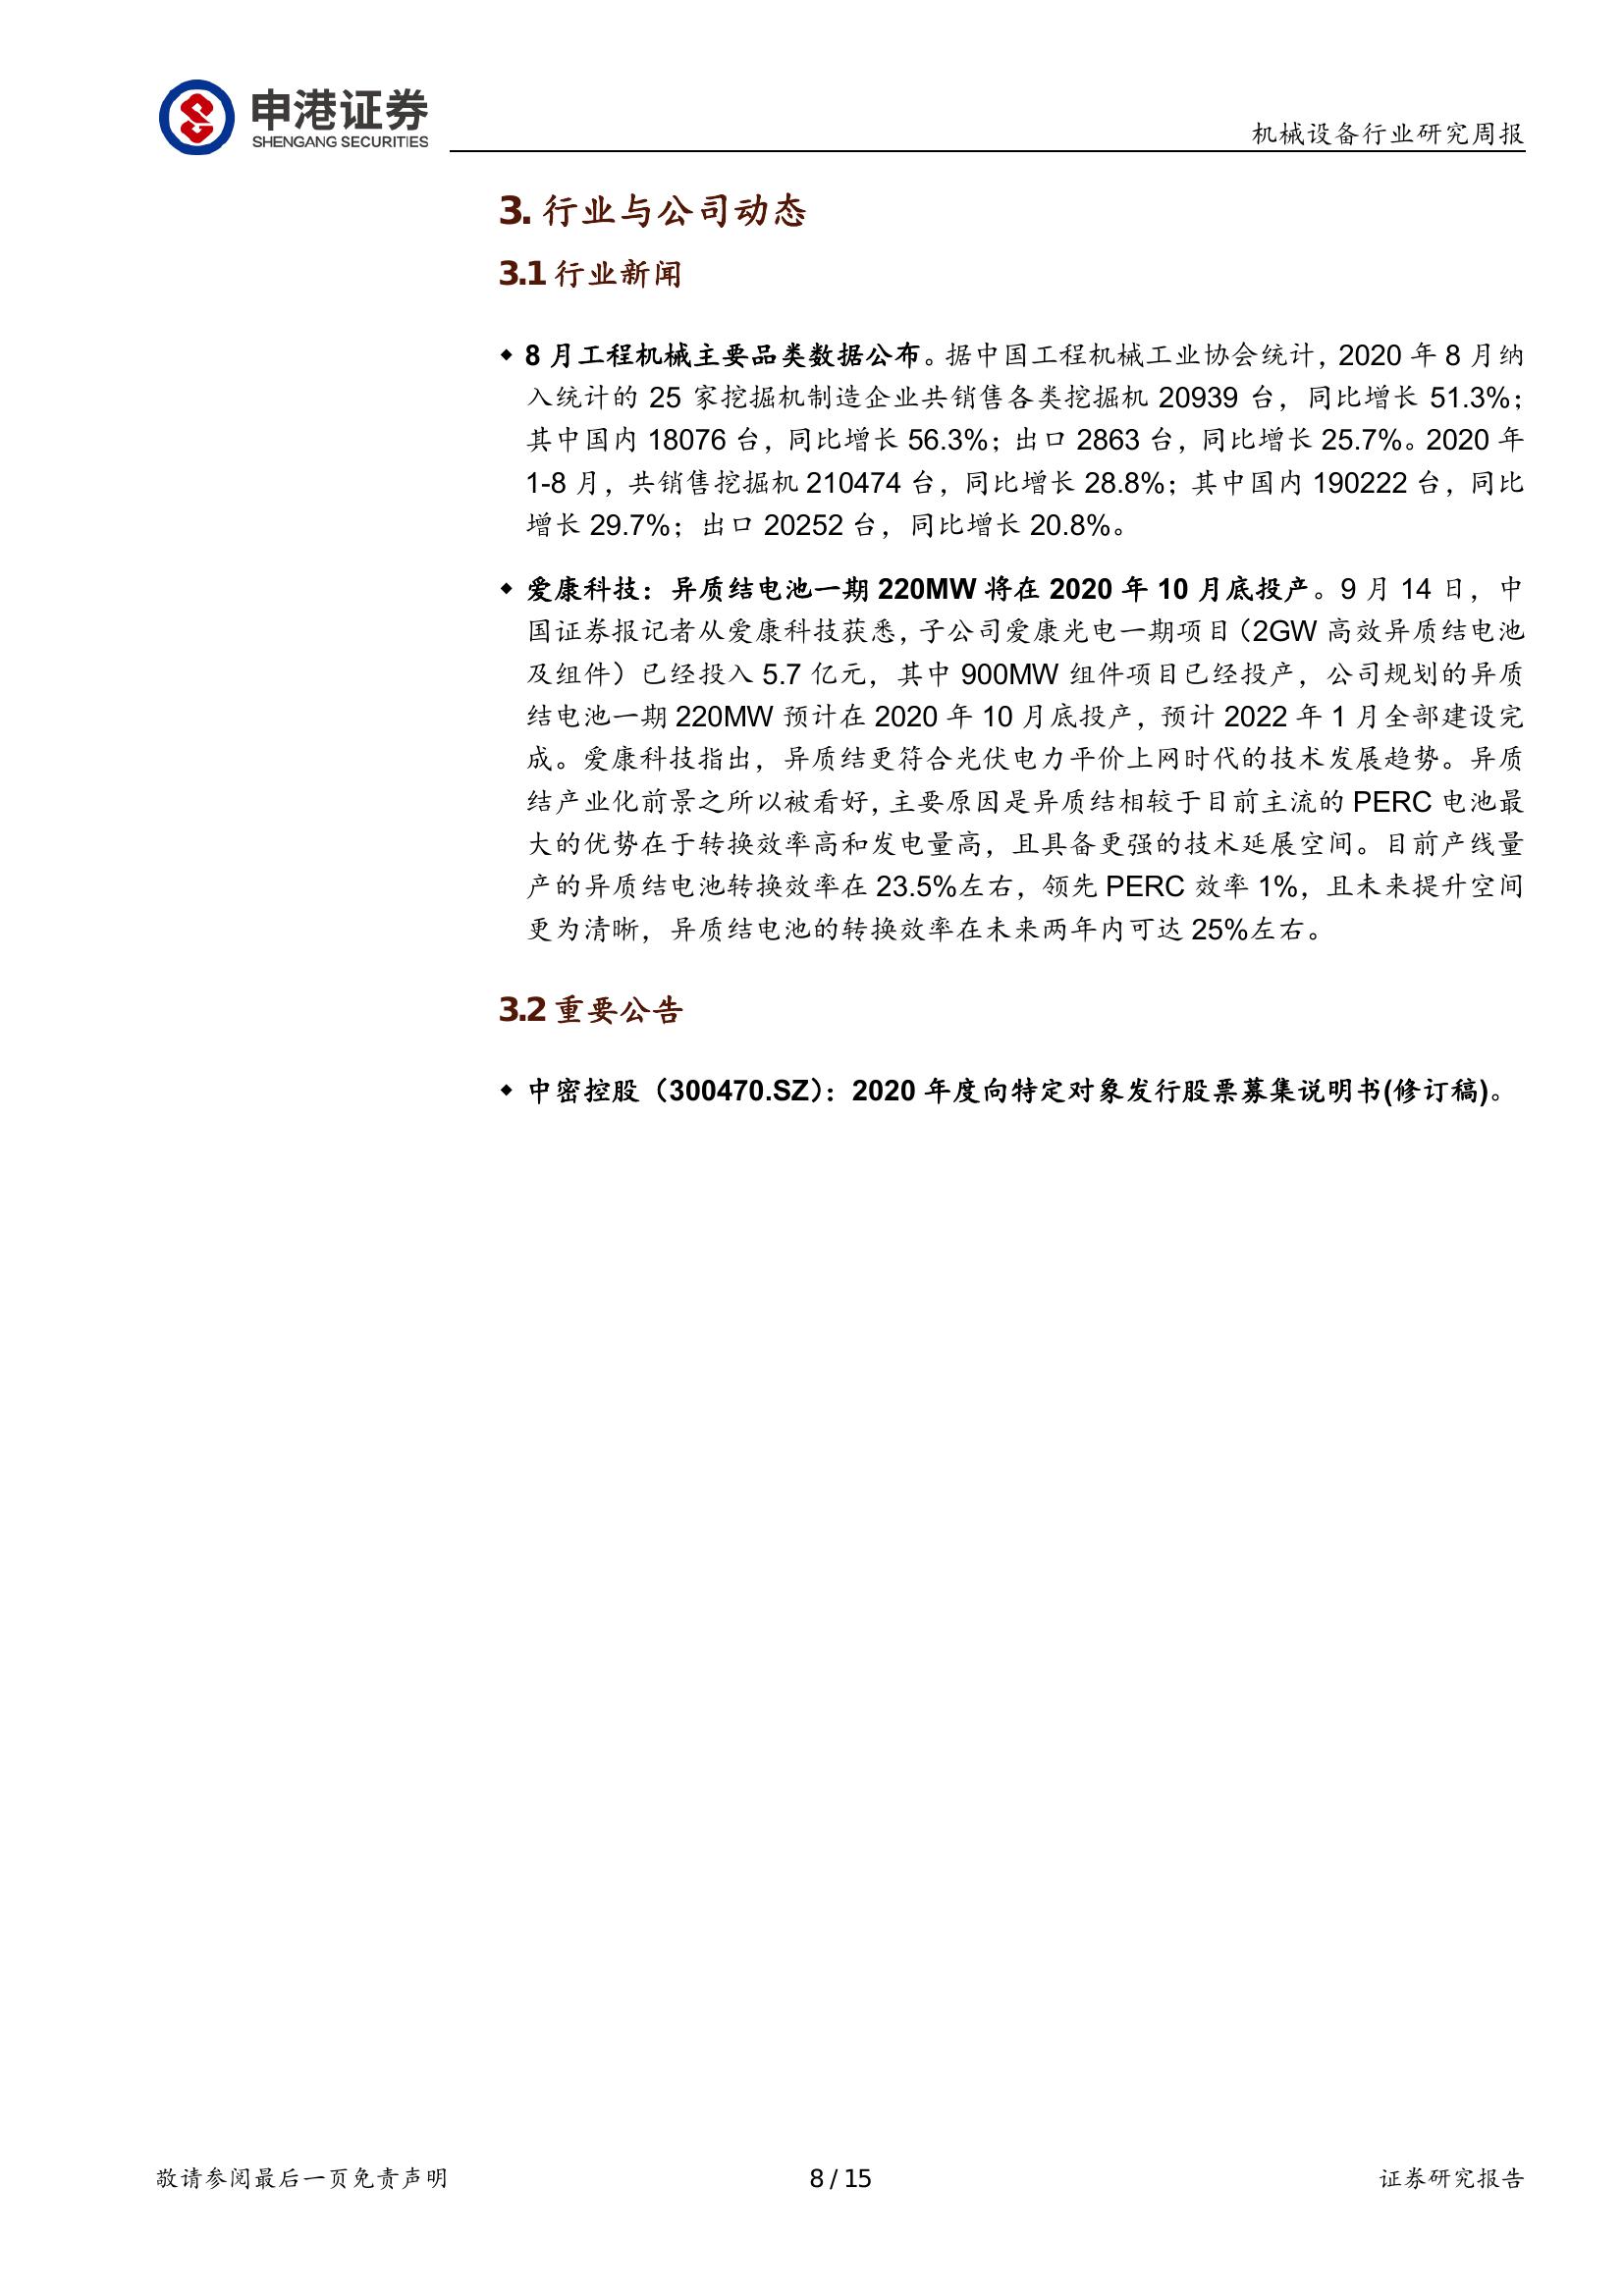 申港证券
SHENGANG SECURITIES
机械设备行业研究周报
3. 行业与公司动态
3.1 行业新闻
◆ 8 月工程机械主要品类数据公布。据中国工程机械工业协会统计，2020 年 8 月纳
入统计的 25 家挖掘机制造企业共销售各类挖掘机 20939 台，同比增长 51.3%；
其中国内 18076 台，同比增长 56.3%；出口 2863 台，同比增长 25.7%。2020 年
1-8 月，共销售挖掘机 210474 台，同比增长 28.8%；其中国内 190222 台，同比
增长 29.7%；出口 20252 台，同比增长 20.8%。
◆ 爱康科技：异质结电池一期 220MW 将在 2020 年 10 月底投产。9 月 14 日，中
国证券报记者从爱康科技获悉，子公司爱康光电一期项目（2GW 高效异质结电池
及组件）已经投入 5.7 亿元，其中 900MW 组件项目已经投产，公司规划的异质
结电池一期 220MW 预计在 2020 年 10 月底投产，预计 2022 年 1 月全部建设完
成。爱康科技指出，异质结更符合光伏电力平价上网时代的技术发展趋势。异质
结产业化前景之所以被看好，主要原因是异质结相较于目前主流的 PERC 电池最
大的优势在于转换效率高和发电量高，且具备更强的技术延展空间。目前产线量
产的异质结电池转换效率在 23.5%左右，领先 PERC 效率 1%，且未来提升空间
更为清晰，异质结电池的转换效率在未来两年内可达 25%左右。
3.2 重要公告
◆ 中密控股（300470.SZ）：2020 年度向特定对象发行股票募集说明书(修订稿)。
敬请参阅最后一页免责声明
8 / 15
证券研究报告